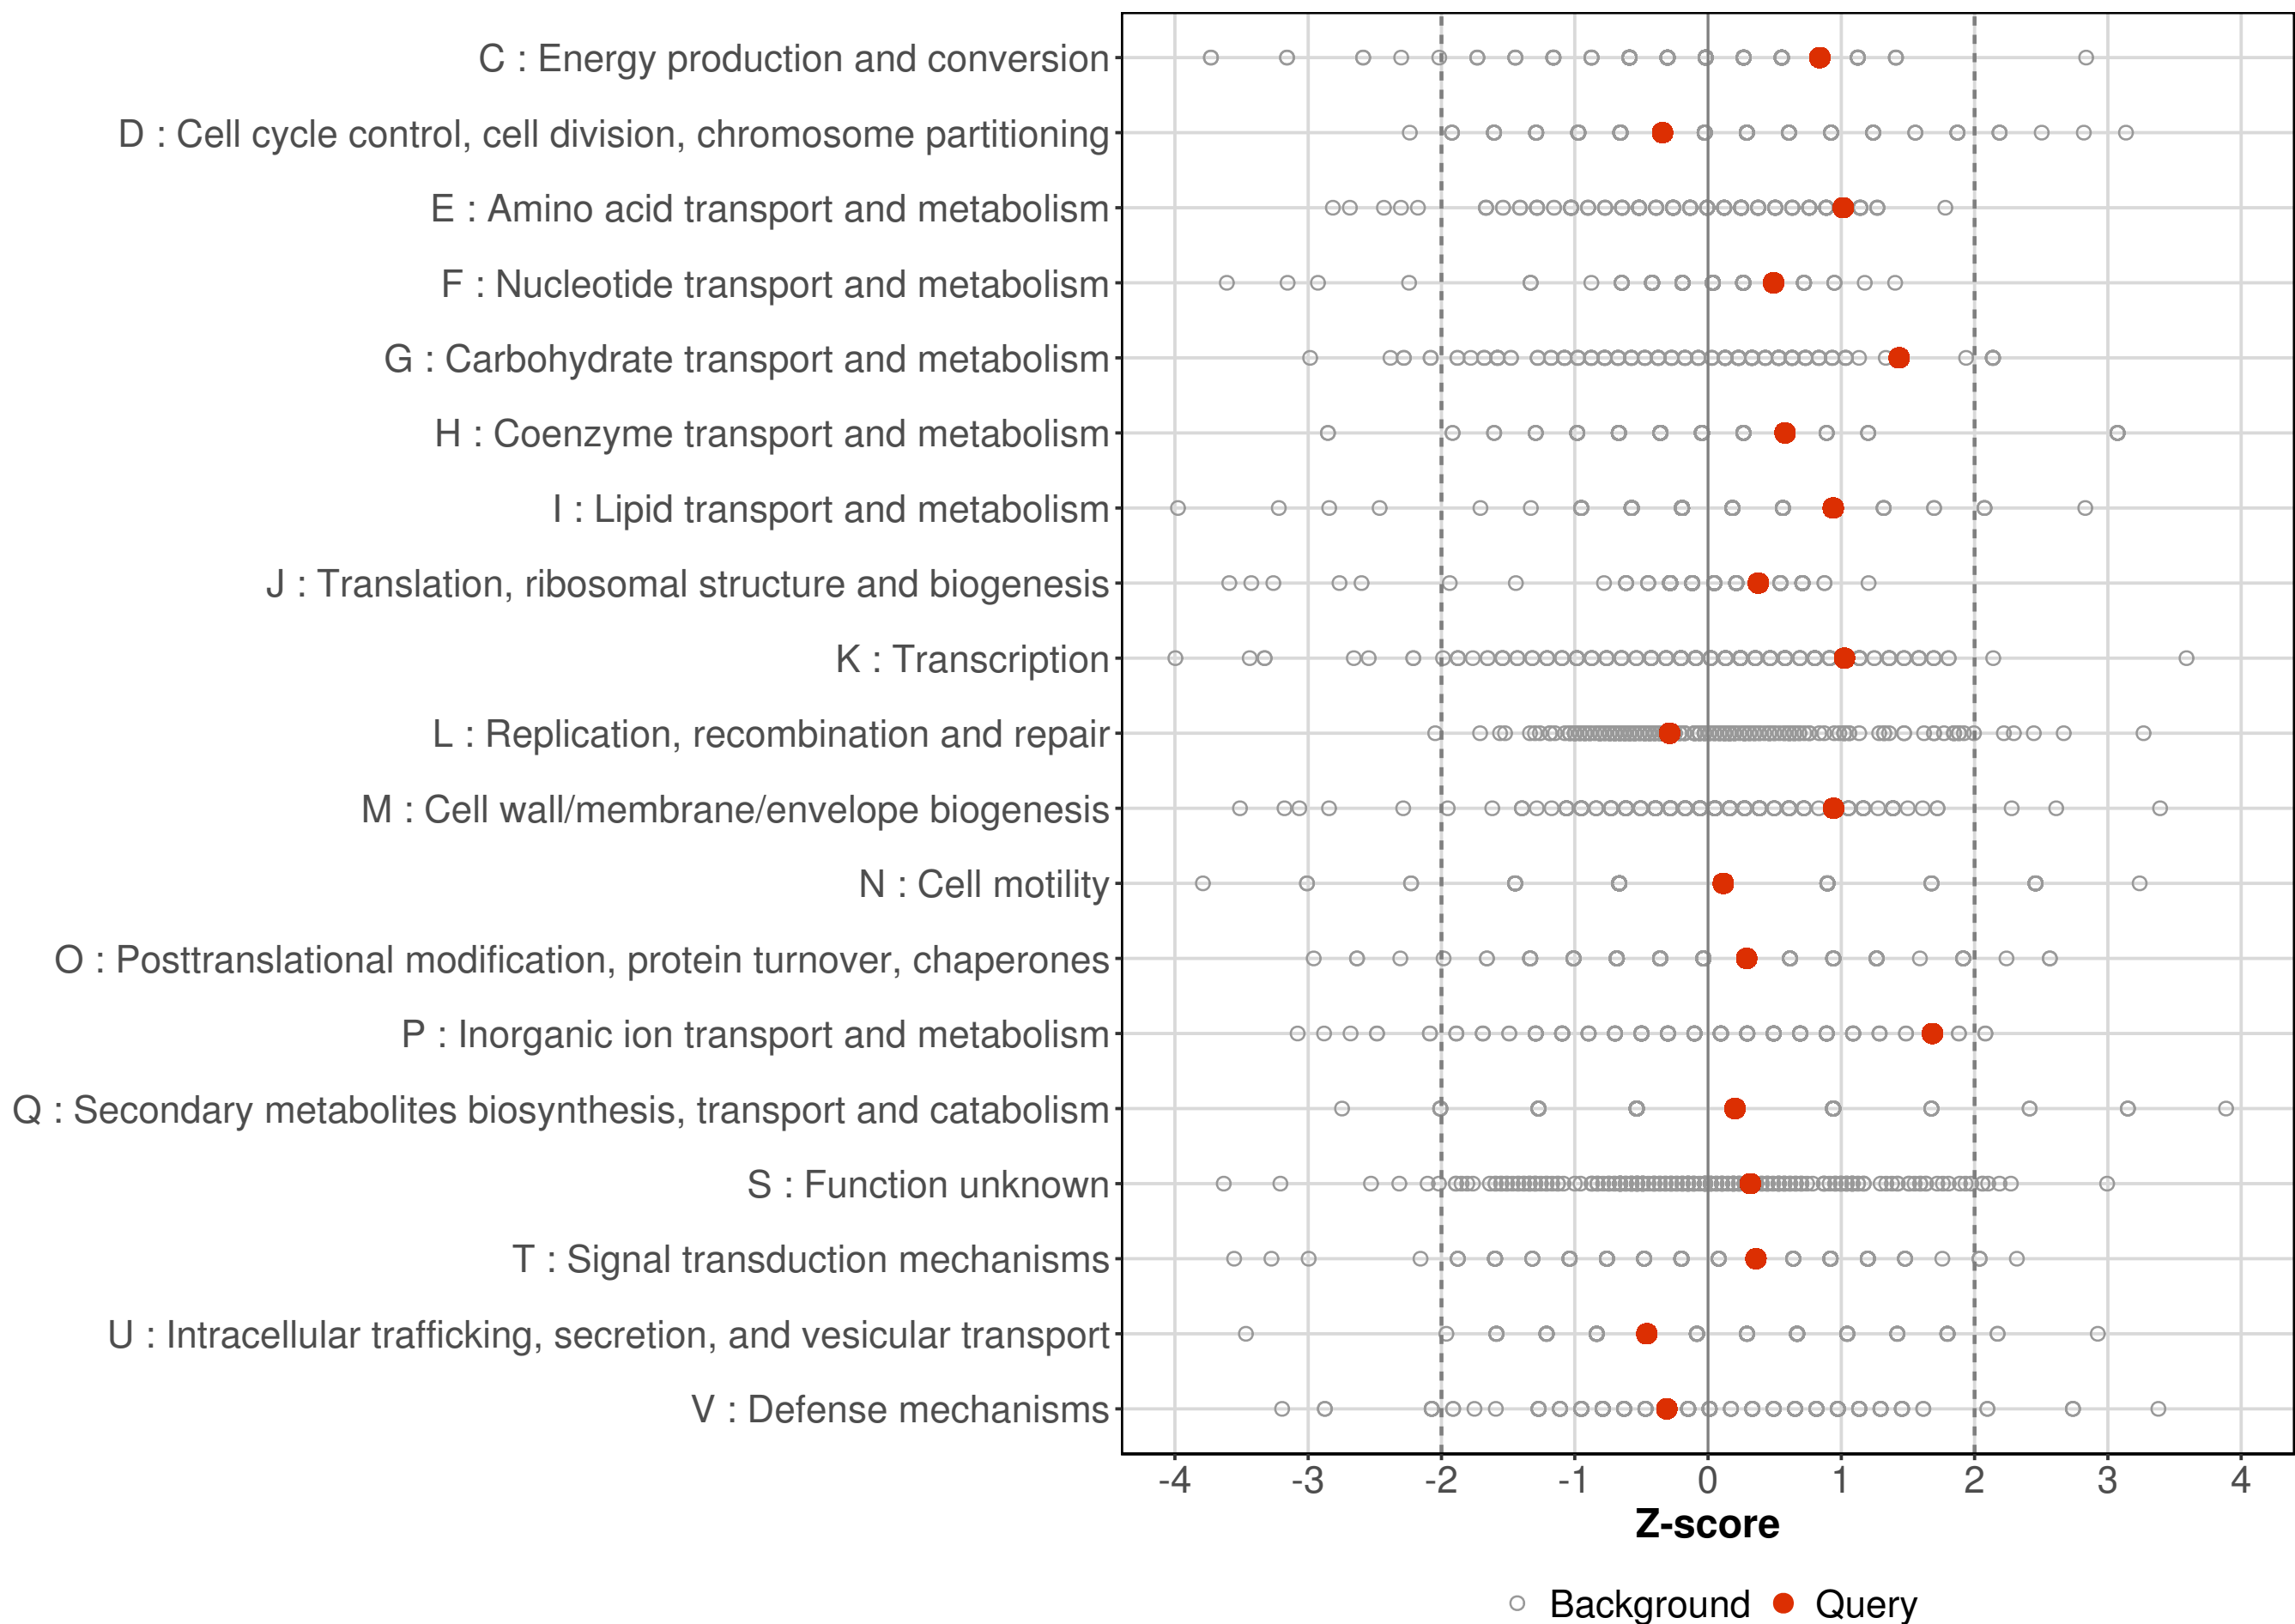 C : Energy production and conversion
D : Cell cycle control, cell division, chromosome partitioning
E : Amino acid transport and metabolism
F : Nucleotide transport and metabolism
G : Carbohydrate transport and metabolism
H : Coenzyme transport and metabolism
I : Lipid transport and metabolism
J : Translation, ribosomal structure and biogenesis
K : Transcription
L : Replication, recombination and repair
M : Cell wall/membrane/envelope biogenesis
N : Cell motility
O : Posttranslational modification, protein turnover, chaperones
P : Inorganic ion transport and metabolism
Q : Secondary metabolites biosynthesis, transport and catabolism
S : Function unknown
T : Signal transduction mechanisms
U : Intracellular trafficking, secretion, and vesicular transport
V : Defense mechanisms
-4 -3 -2 -1 0 1 2 3 4
Z-score
Background Query